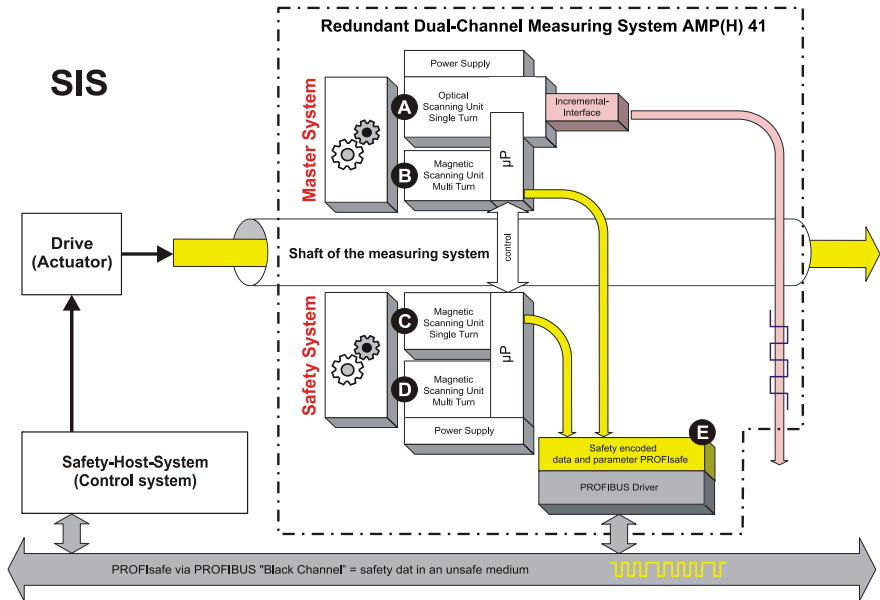 Redundant Dual-Channel Measuring System AMP(H) 41
SIS
Master System
Power Supply
A
Optical
Scanning Unit
Single Turn
Incremental-
Interface
B
Magnetic
Scanning Unit
Multi Turn
µP
Drive
(Actuator)
Shaft of the measuring system
control
Safety System
C
Magnetic
Scanning Unit
Single Turn
µP
D
Magnetic
Scanning Unit
Multi Turn
Power Supply
E
Safety encoded
data and parameter PROFIsafe
PROFIBUS Driver
Safety-Host-System
(Control system)
PROFIsafe via PROFIBUS "Black Channel" = safety dat in an unsafe medium